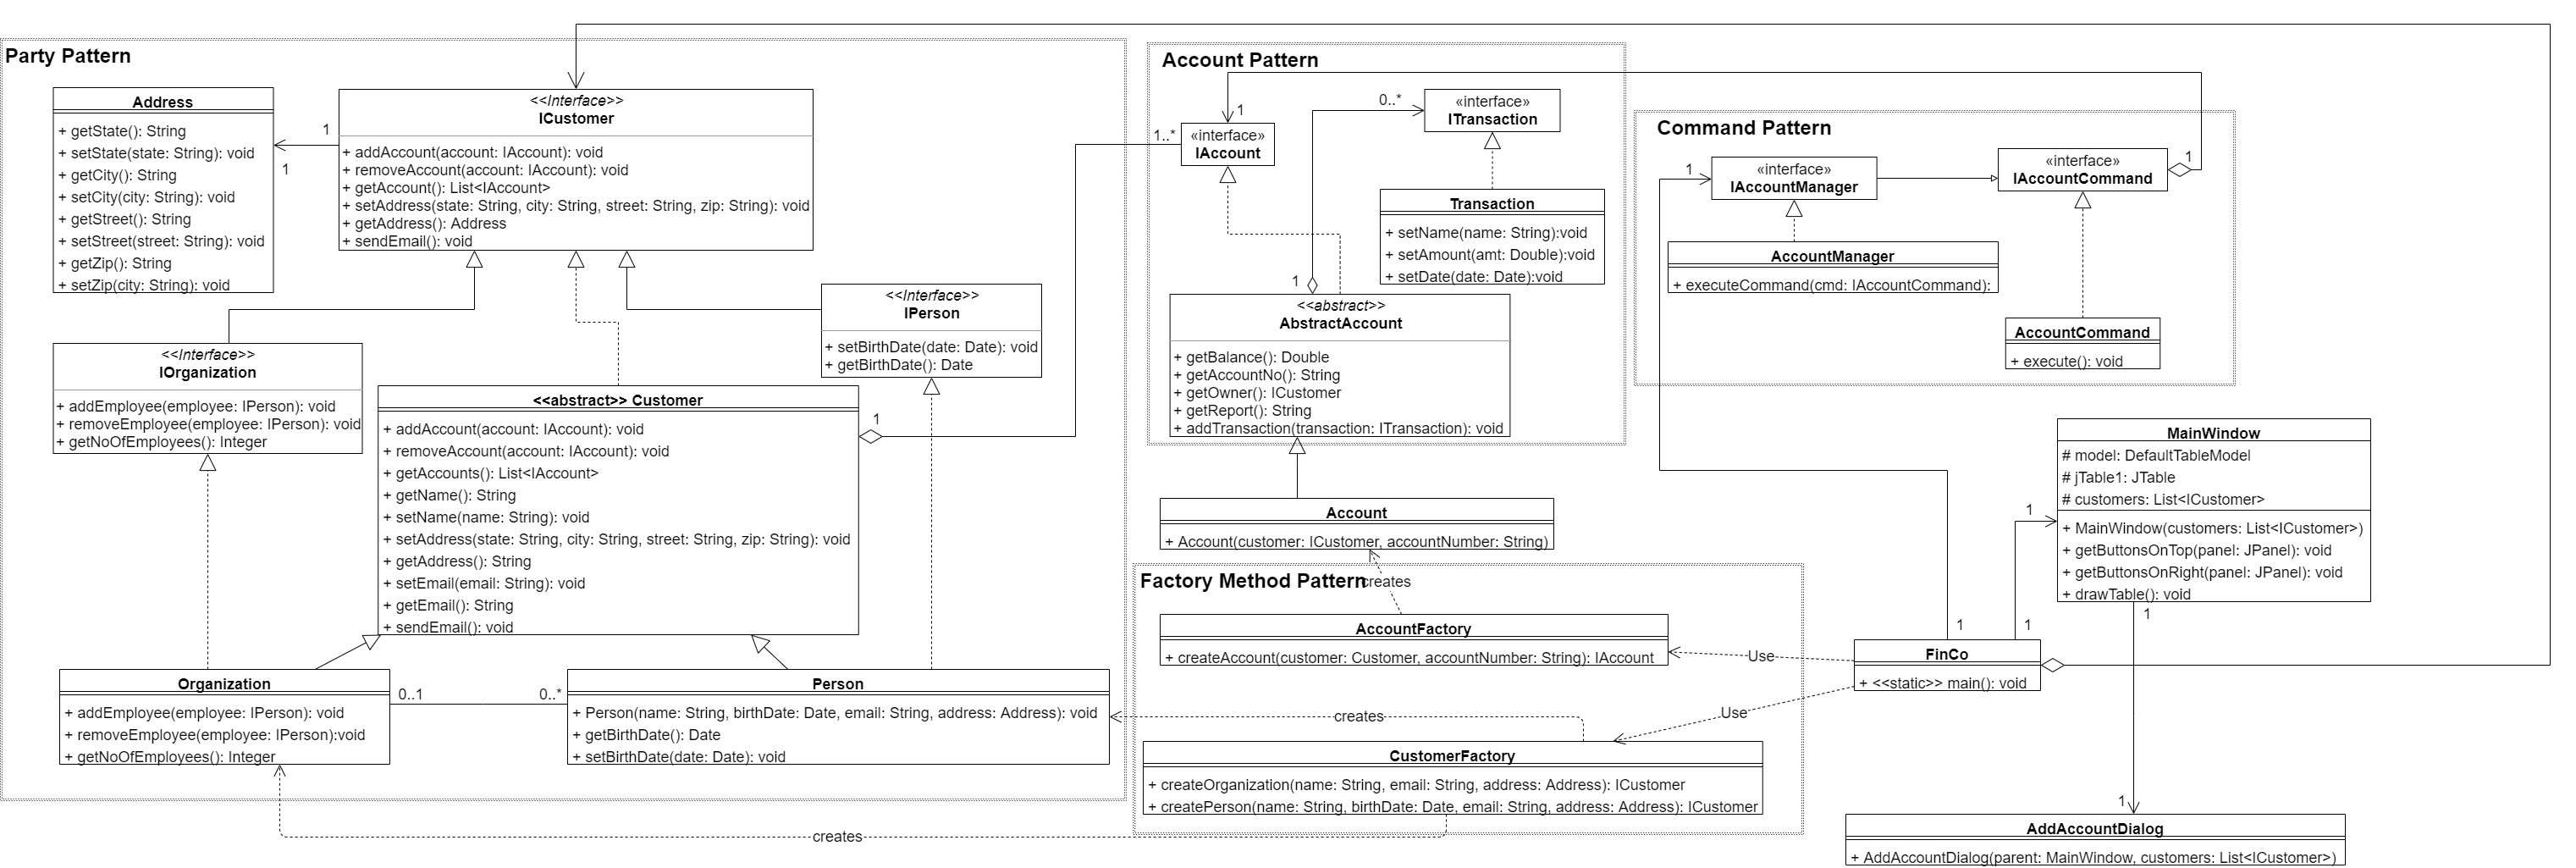 Party Pattern
Address
+ getState(): String
+ setState(state: String): void
+ getCity(): String
+ setCity(city: String): void
+ getStreet(): String
+ setStreet(street: String): void
+ getZip(): String
+ setZip(city: String): void
1
1
<<Interface>>
ICustomer
+ addAccount(account: IAccount): void
+ removeAccount(account: IAccount): void
+ getAccount(): List<IAccount>
+ setAddress(state: String, city: String, street: String, zip: String): void
+ getAddress(): Address
+ sendEmail(): void
<<Interface>>
IPerson
+ setBirthDate(date: Date): void
+ getBirthDate(): Date
<<Interface>>
IOrganization
+ addEmployee(employee: IPerson): void
+ removeEmployee(employee: IPerson): void
+ getNoOfEmployees(): Integer
<<abstract>> Customer
+ addAccount(account: IAccount): void
+ removeAccount(account: IAccount): void
+ getAccounts(): List<IAccount>
+ getName(): String
+ setName(name: String): void
+ setAddress(state: String, city: String, street: String, zip: String): void
+ getAddress(): String
+ setEmail(email: String): void
+ getEmail(): String
+ sendEmail(): void
1
Organization
+ addEmployee(employee: IPerson): void
+ removeEmployee(employee: IPerson):void
+ getNoOfEmployees(): Integer
0..1
0..*
Person
+ Person(name: String, birthDate: Date, email: String, address: Address): void
+ getBirthDate(): Date
+ setBirthDate(date: Date): void
creates
Account Pattern
1
1..*
«interface»
IAccount
0..*
«interface»
ITransaction
Transaction
+ setName(name: String):void
+ setAmount(amt: Double):void
+ setDate(date: Date):void
1
<<abstract>>
AbstractAccount
+ getBalance(): Double
+ getAccountNo(): String
+ getOwner(): ICustomer
+ getReport(): String
+ addTransaction(transaction: ITransaction): void
Account
+ Account(customer: ICustomer, accountNumber: String)
Factory Method Pattern
creates
AccountFactory
+ createAccount(customer: Customer, accountNumber: String): IAccount
creates
CustomerFactory
+ createOrganization(name: String, email: String, address: Address): ICustomer
+ createPerson(name: String, birthDate: Date, email: String, address: Address): ICustomer
Command Pattern
1
«interface»
IAccountManager
«interface»
IAccountCommand
1
AccountManager
+ executeCommand(cmd: IAccountCommand):
AccountCommand
+ execute(): void
MainWindow
# model: DefaultTableModel
# jTable1: JTable
# customers: List<ICustomer>
+ MainWindow(customers: List<ICustomer>)
+ getButtonsOnTop(panel: JPanel): void
+ getButtonsOnRight(panel: JPanel): void
+ drawTable(): void
1
1
1
1
Use
Use
FinCo
+ <<static>> main(): void
1
AddAccountDialog
+ AddAccountDialog(parent: MainWindow, customers: List<ICustomer>)